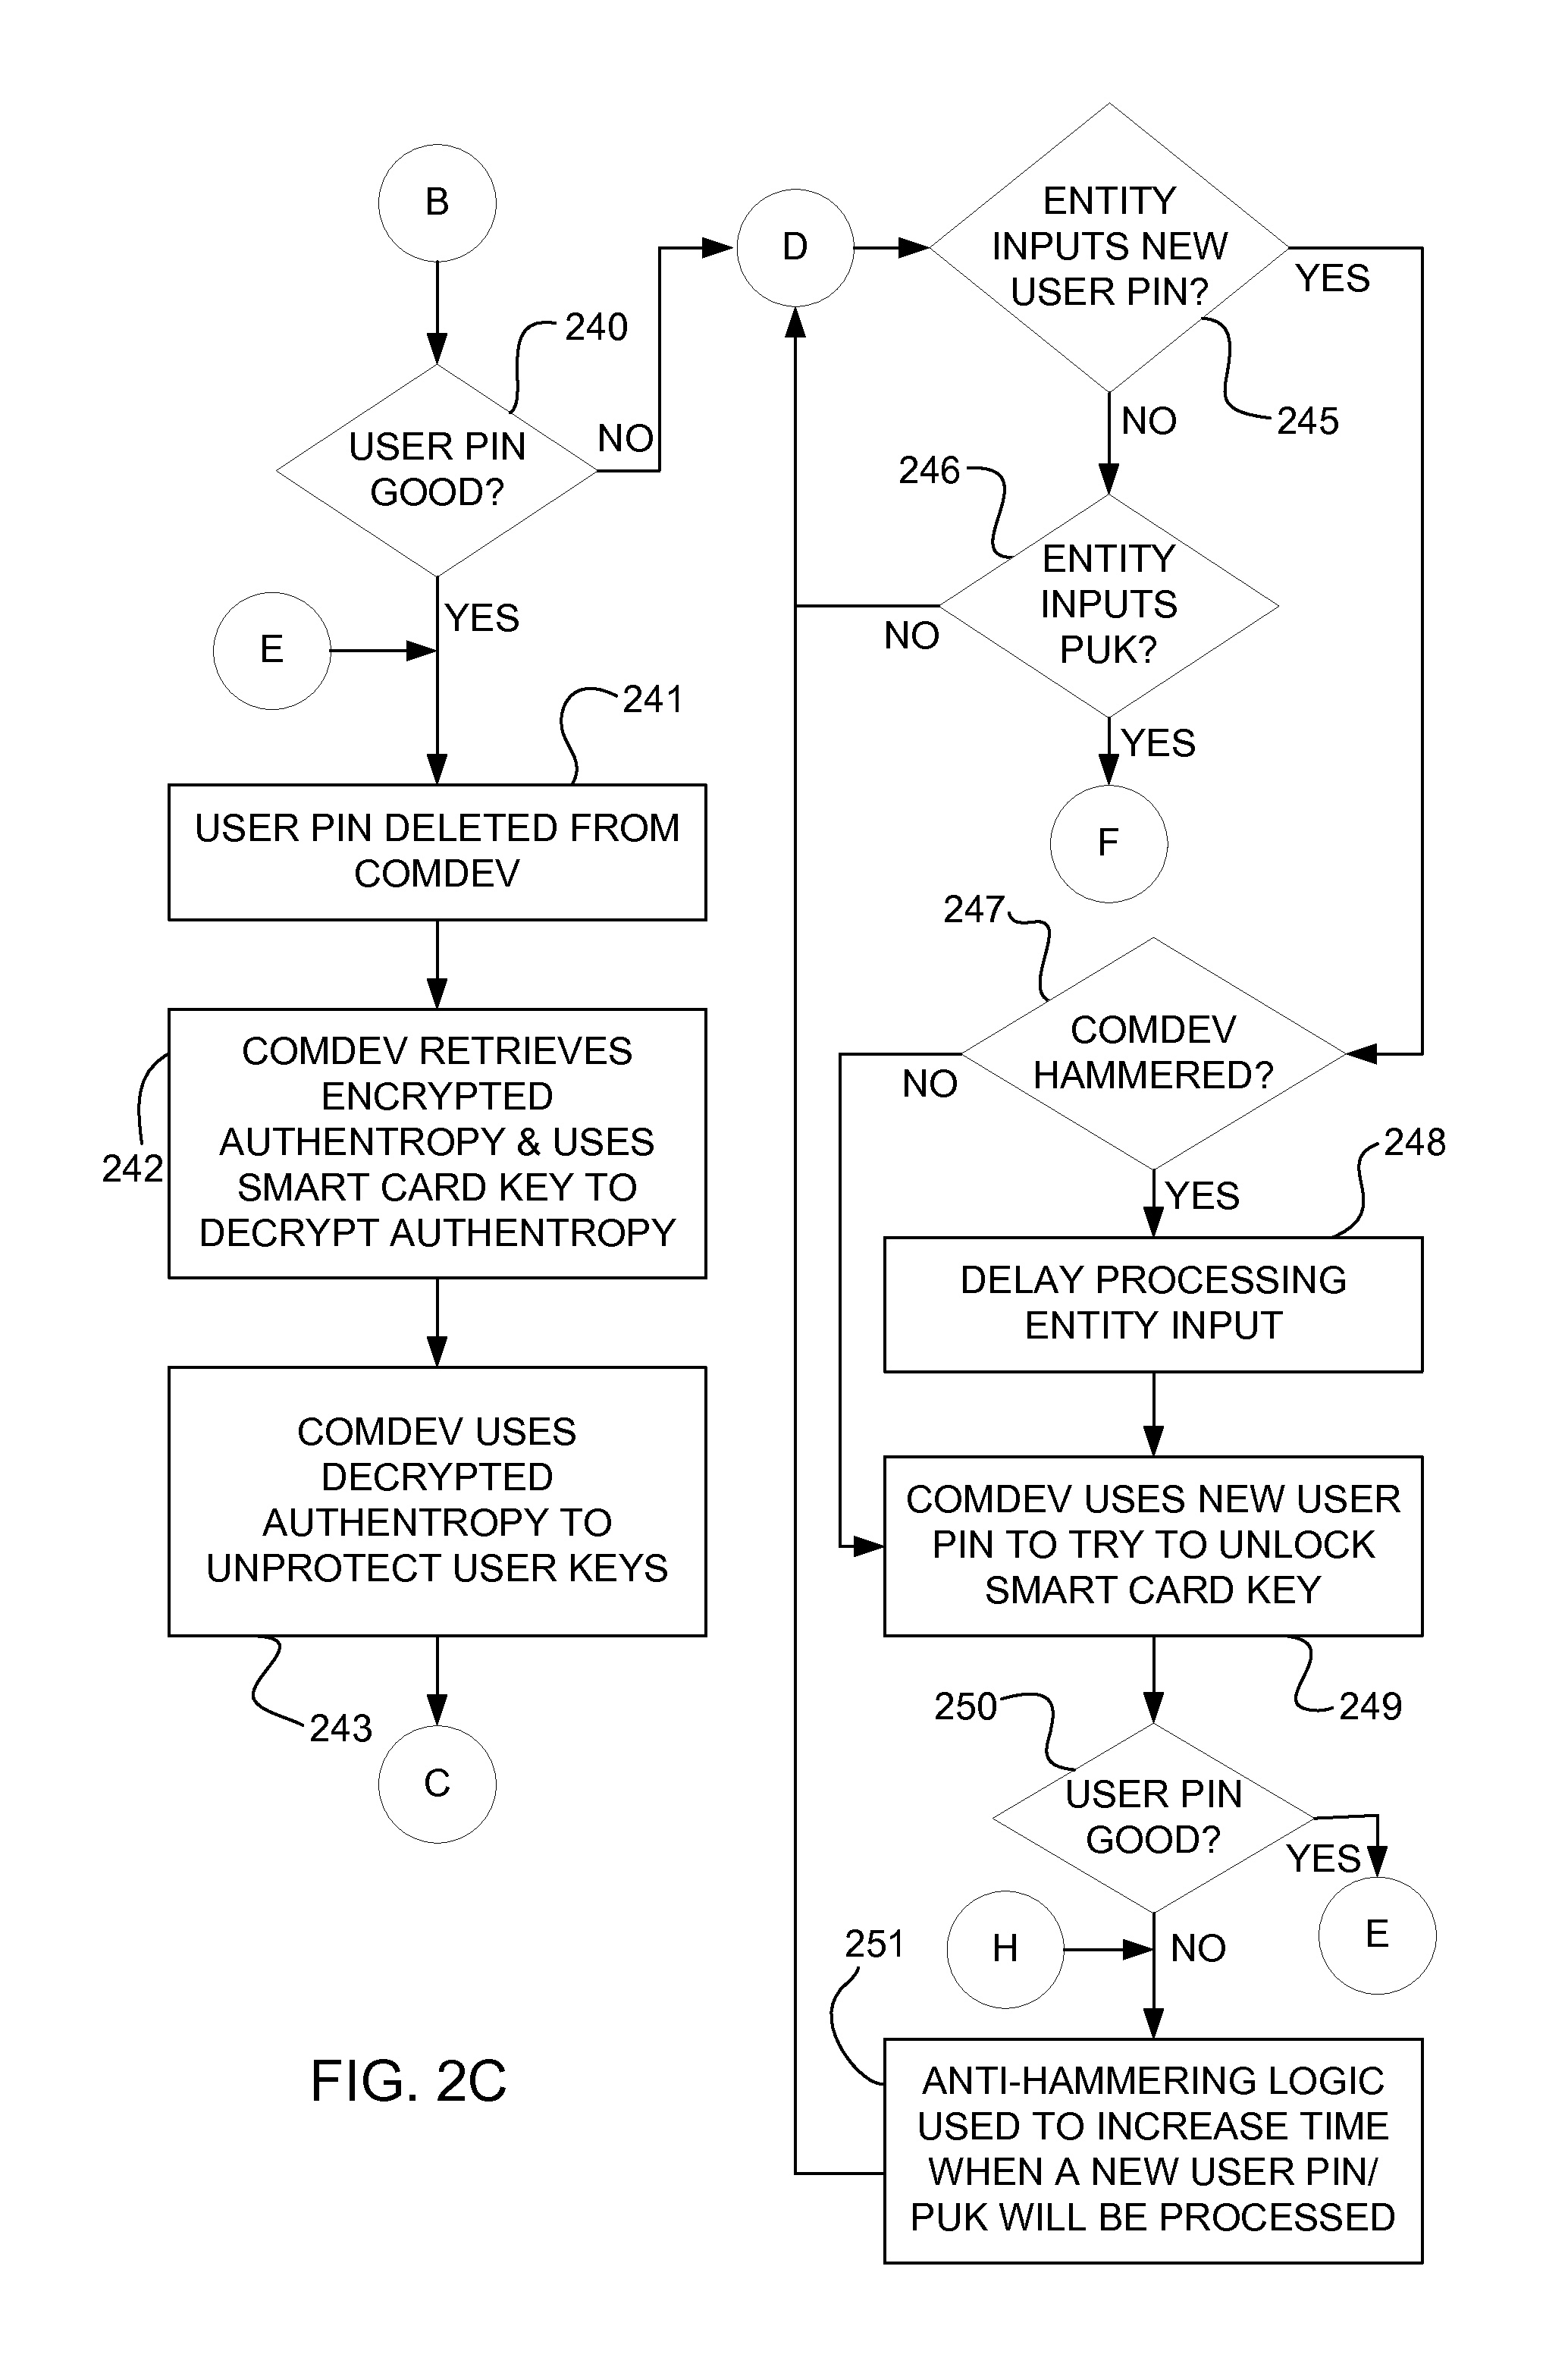 B
240
USER PIN
GOOD?
NO
YES
E
241
USER PIN DELETED FROM
COMDEV
COMDEV RETRIEVES
ENCRYPTED
AUTHENTROPY & USES
SMART CARD KEY TO
DECRYPT AUTHENTROPY
242
COMDEV USES
DECRYPTED
AUTHENTROPY TO
UNPROTECT USER KEYS
243
C
D
ENTITY
INPUTS NEW
USER PIN?
YES
245
NO
246
ENTITY
INPUTS
PUK?
NO
YES
F
247
COMDEV
HAMMERED?
NO
YES
248
DELAY PROCESSING
ENTITY INPUT
COMDEV USES NEW USER
PIN TO TRY TO UNLOCK
SMART CARD KEY
249
250
USER PIN
GOOD?
YES
E
H
NO
251
ANTI-HAMMERING LOGIC
USED TO INCREASE TIME
WHEN A NEW USER PIN/
PUK WILL BE PROCESSED
FIG. 2C